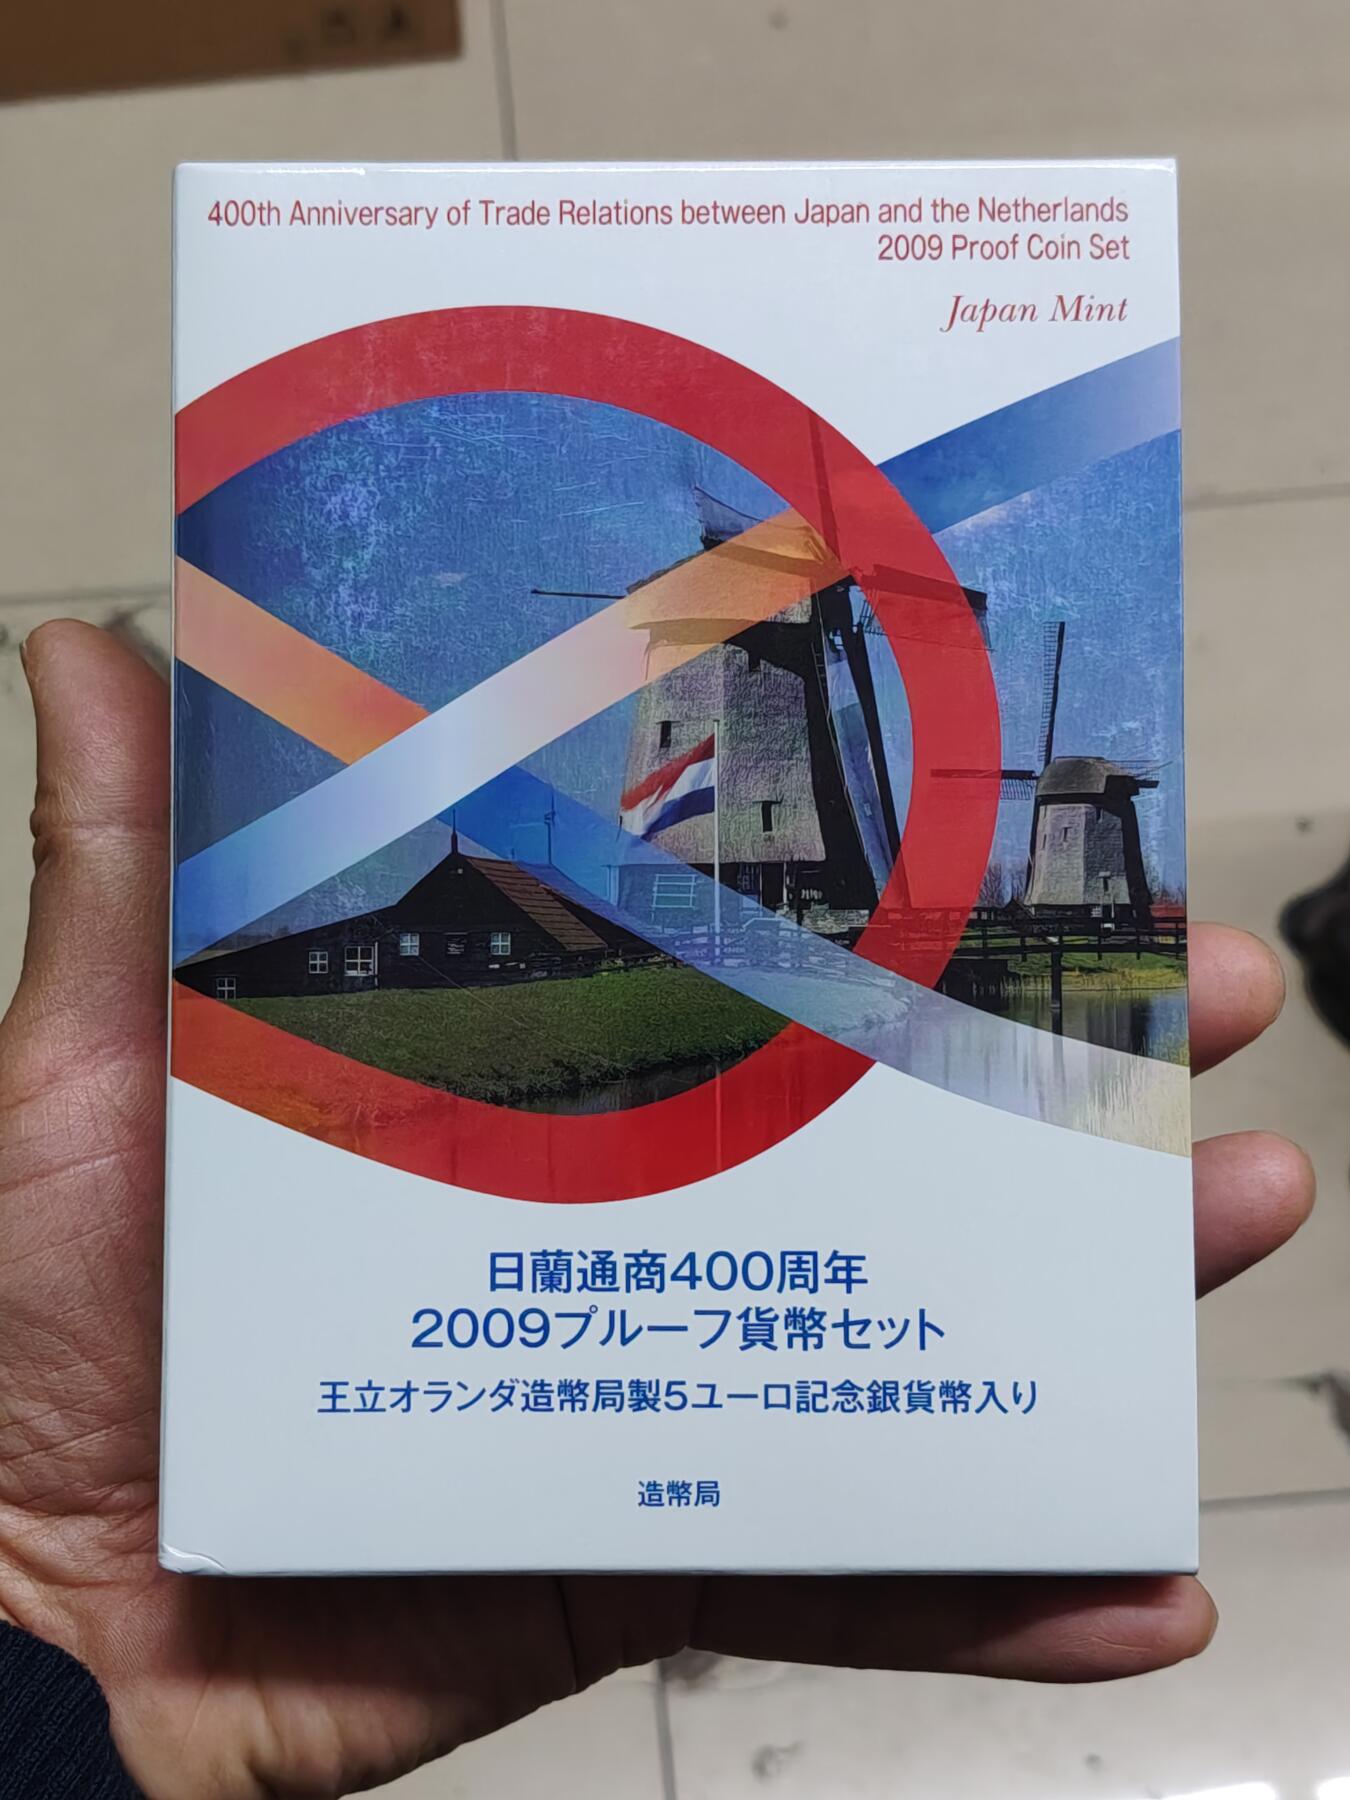 400th Anniversary of Trade Relations between Japan and the Netherlands
2009 Proof Coin Set
Japan Mint
日蘭通商400周年
2009プルーフ貨幣セット
王立オランダ造幣局製5ユーロ記念銀貨幣入り
造幣局